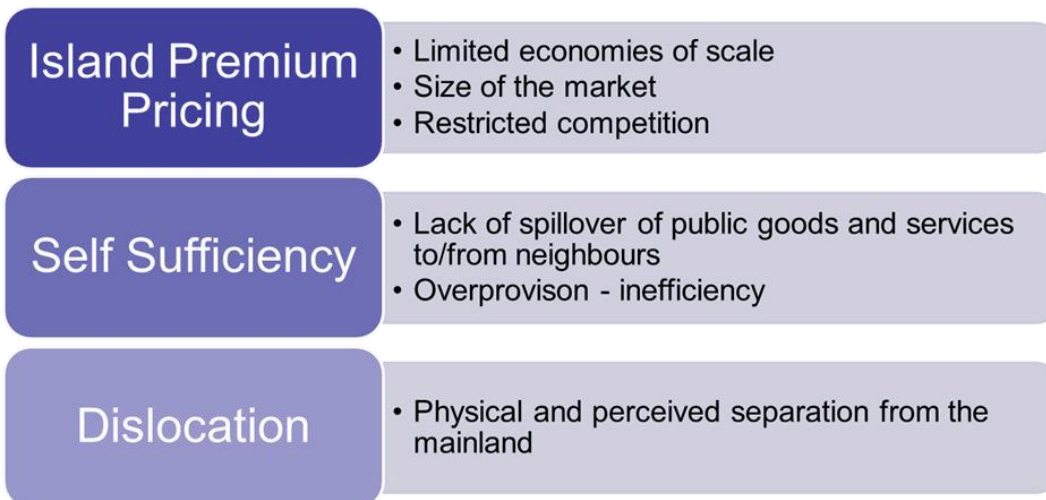 Island Premium
Pricing
• Limited economies of scale
• Size of the market
• Restricted competition
Self Sufficiency
• Lack of spillover of public goods and services
to/from neighbours
• Overprovison - inefficiency
Dislocation
• Physical and perceived separation from the
mainland